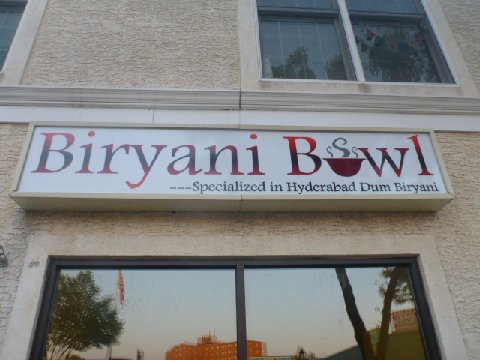 Biryani Bowl
---Specialized in Hyderabad Dum Biryani